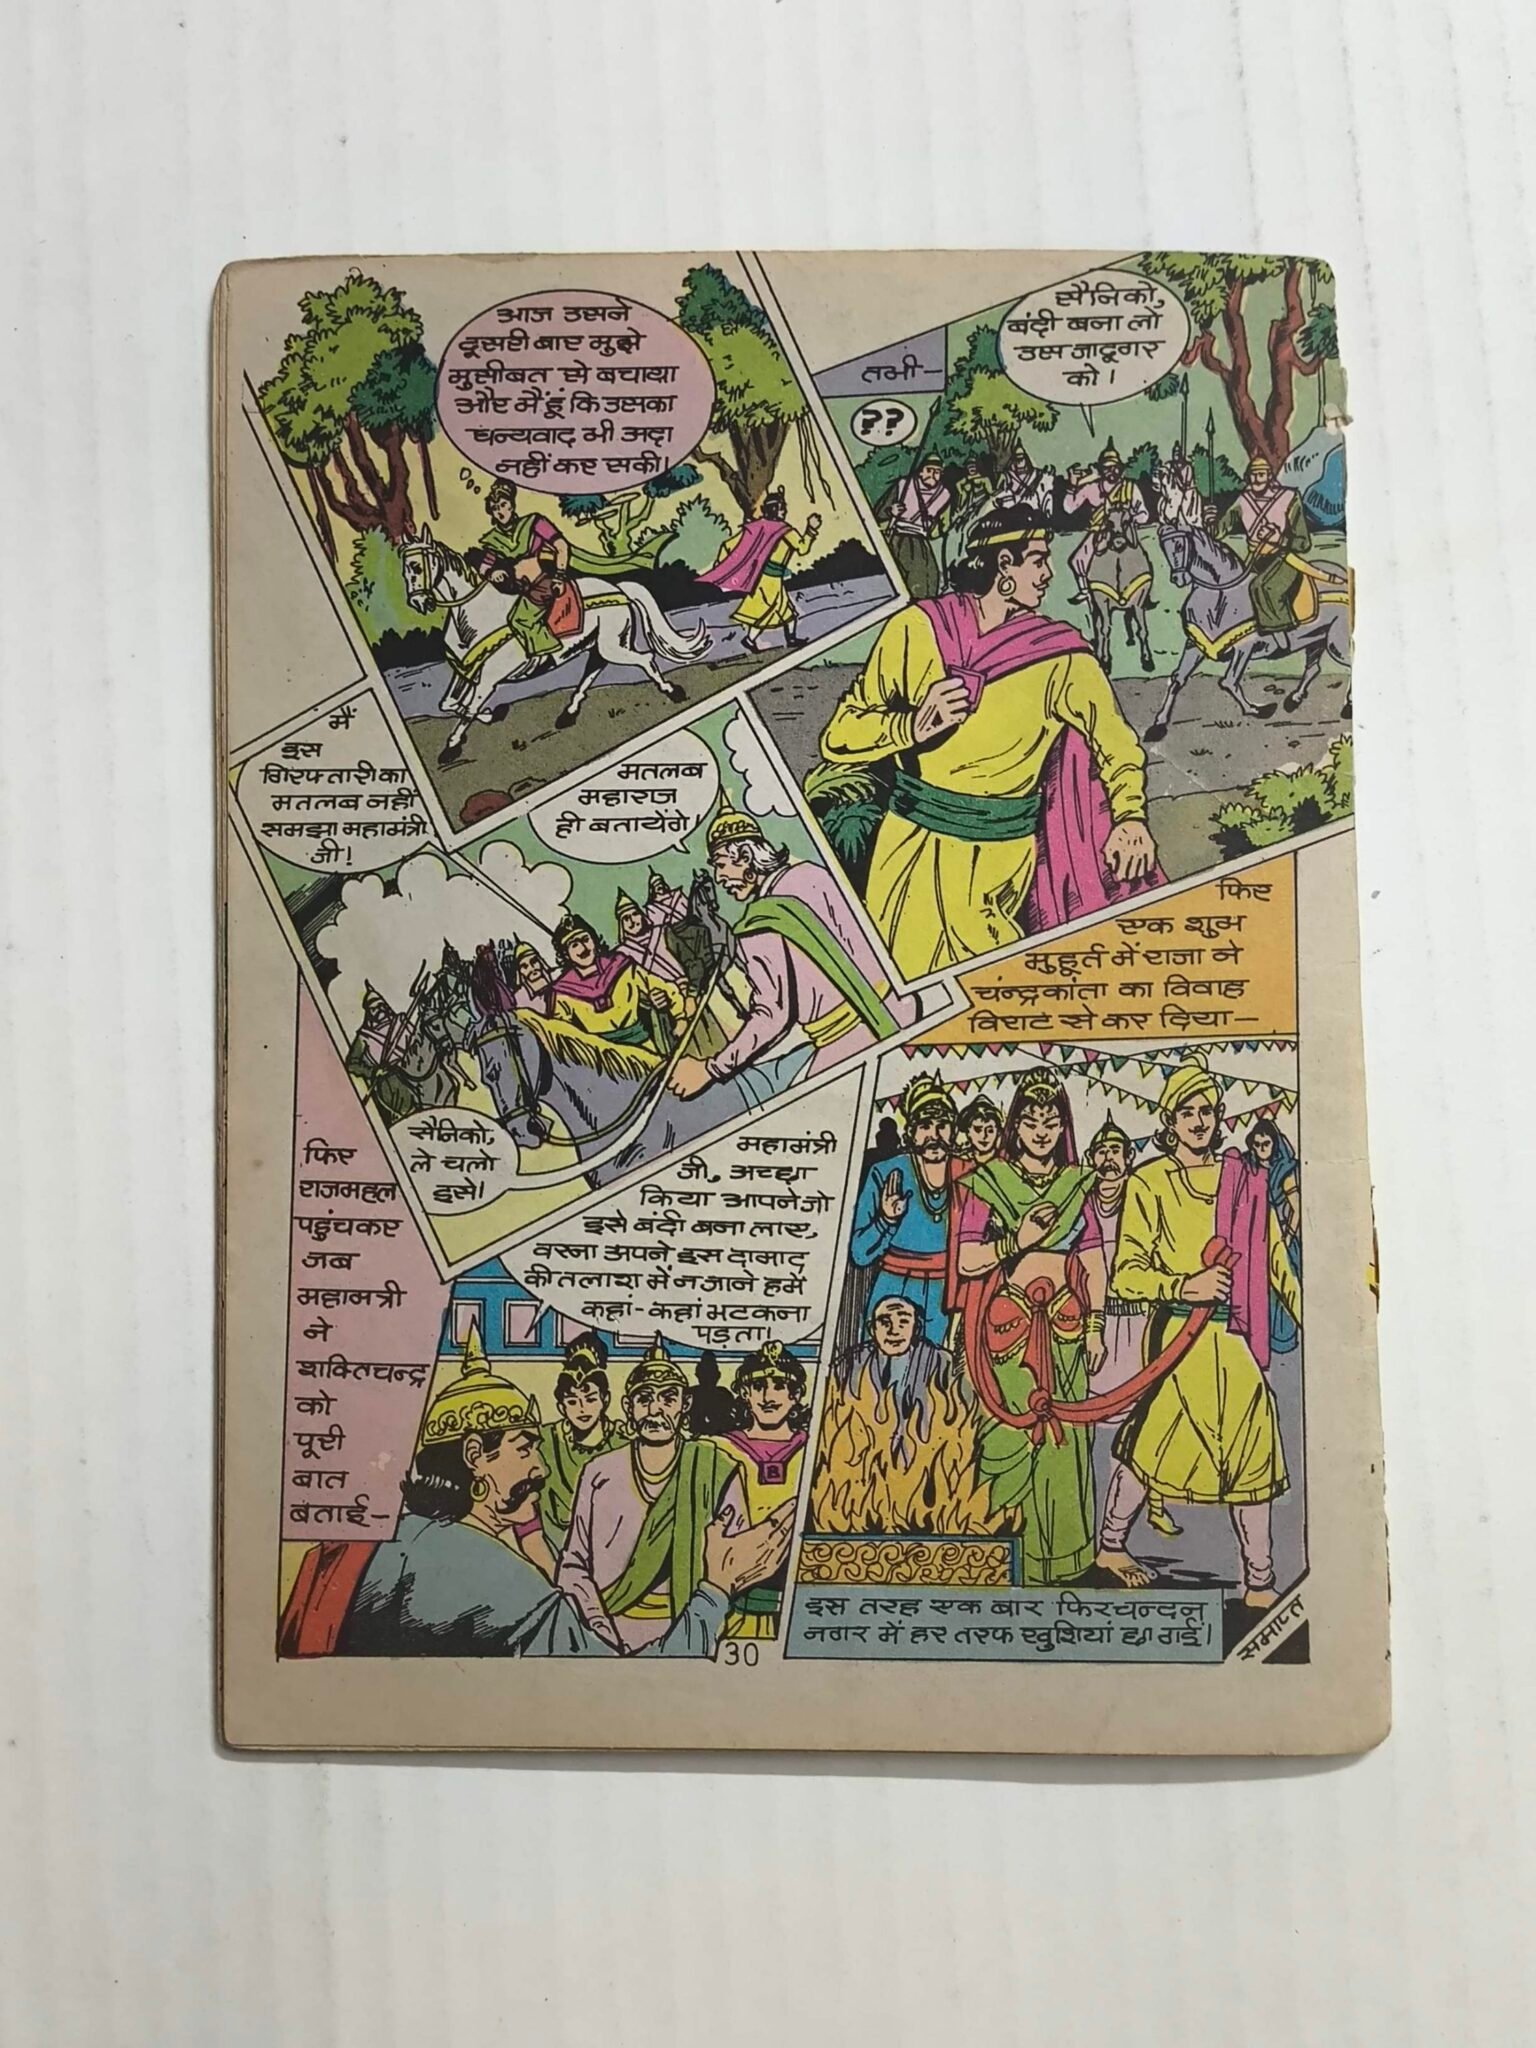 आज उसने
दूसरी बार मुझे
मुसीबत से बचाया
और मैं हूं कि उसका
धन्यवाद भी अदा
नहीं कर सकी।
तभी—
??
सैनिको,
बंदी बना लो
उस जादूगर
को।
मैं
इस
गिरफ्तारी का
मतलब नहीं
समझा महामंत्री
जी!
मतलब
महाराज
ही बतायेंगे।
सैनिको,
ले चलो
इसे।
फिर
राजमहल
पहुंचकर
जब
महामंत्री
ने
शक्तिचन्द्र
को
पूरी
बात
बताई—
महामंत्री
जी, अच्छा
किया आपने जो
इसे बंदी बना लाए,
वरना अपने इस दामाद
की तलाश में न जाने हमें
कहां-कहां भटकना
पड़ता।
फिर
एक शुभ
मुहूर्त में राजा ने
चंन्द्रकांता का विवाह
विराट से कर दिया—
इस तरह एक बार फिर चन्दन
नगर में हर तरफ खुशियां छा गईं।
समाप्त
30